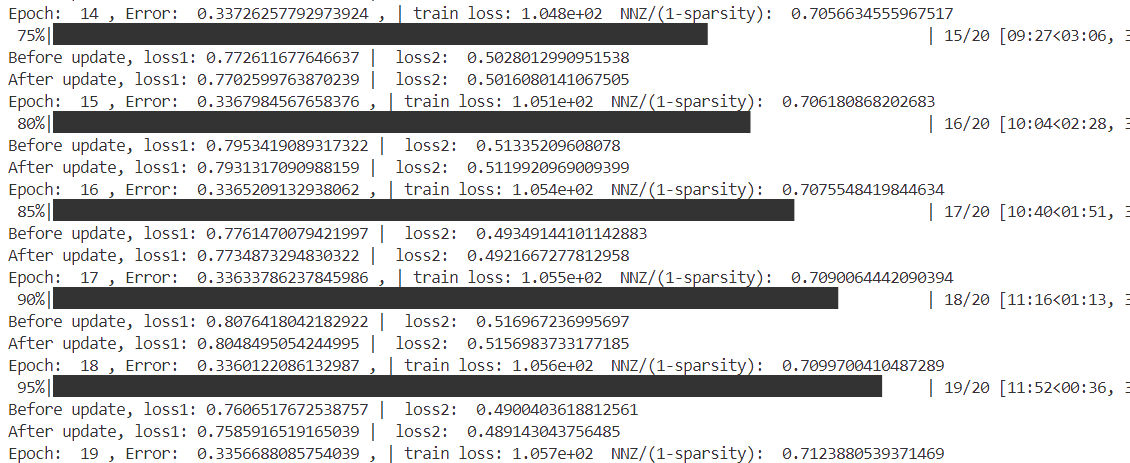 Epoch:  14 , Error:  0.33726257792973924 , | train loss: 1.048e+02  NNZ/(1-sparsity):  0.7056634555967517
75%| | 15/20 [09:27<03:06, 3
Before update, loss1: 0.772611677646637 |  loss2:  0.5028012990951538
After update, loss1: 0.7702599763870239 |  loss2:  0.5016080141067505
Epoch:  15 , Error:  0.3367984567658376 , | train loss: 1.051e+02  NNZ/(1-sparsity):  0.706180868202683
80%| | 16/20 [10:04<02:28, 3
Before update, loss1: 0.7953419089317322 |  loss2:  0.51335209608078
After update, loss1: 0.7931317090988159 |  loss2:  0.5119920969009399
Epoch:  16 , Error:  0.3365209132938062 , | train loss: 1.054e+02  NNZ/(1-sparsity):  0.7075548419844634
85%| | 17/20 [10:40<01:51, 3
Before update, loss1: 0.7761470079421997 |  loss2:  0.49349144101142883
After update, loss1: 0.7734873294830322 |  loss2:  0.4921667277812958
Epoch:  17 , Error:  0.33633786237845986 , | train loss: 1.055e+02  NNZ/(1-sparsity):  0.7090064442090394
90%| | 18/20 [11:16<01:13, 3
Before update, loss1: 0.8076418042182922 |  loss2:  0.516967236995697
After update, loss1: 0.8048495054244995 |  loss2:  0.5156983733177185
Epoch:  18 , Error:  0.3360122086132987 , | train loss: 1.056e+02  NNZ/(1-sparsity):  0.7099700410487289
95%| | 19/20 [11:52<00:36, 3
Before update, loss1: 0.7606517672538757 |  loss2:  0.4900403618812561
After update, loss1: 0.7585916519165039 |  loss2:  0.489143043756485
Epoch:  19 , Error:  0.3356688085754039 , | train loss: 1.057e+02  NNZ/(1-sparsity):  0.7123880539371469